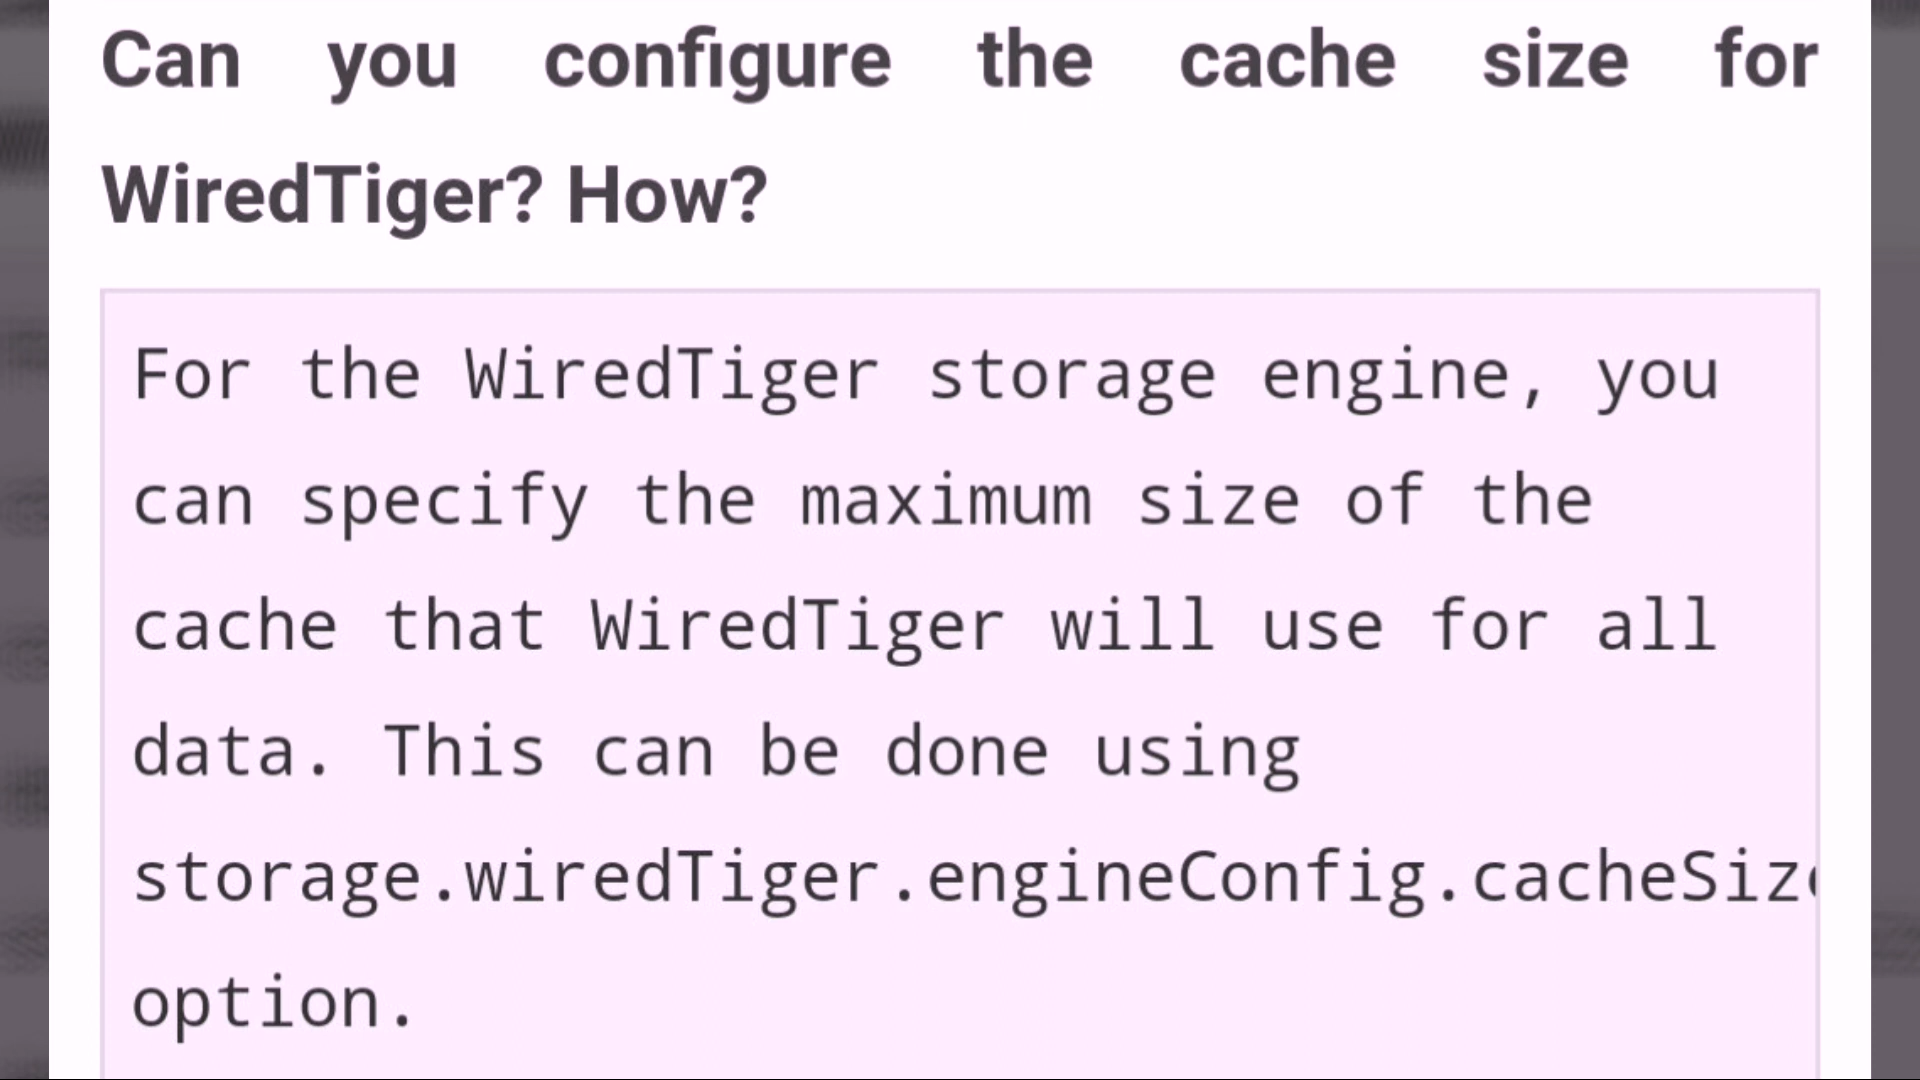 Can you configure the cache size for
WiredTiger? How?
For the WiredTiger storage engine, you
can specify the maximum size of the
cache that WiredTiger will use for all
data. This can be done using
storage.wiredTiger.engineConfig.cacheSize
option.